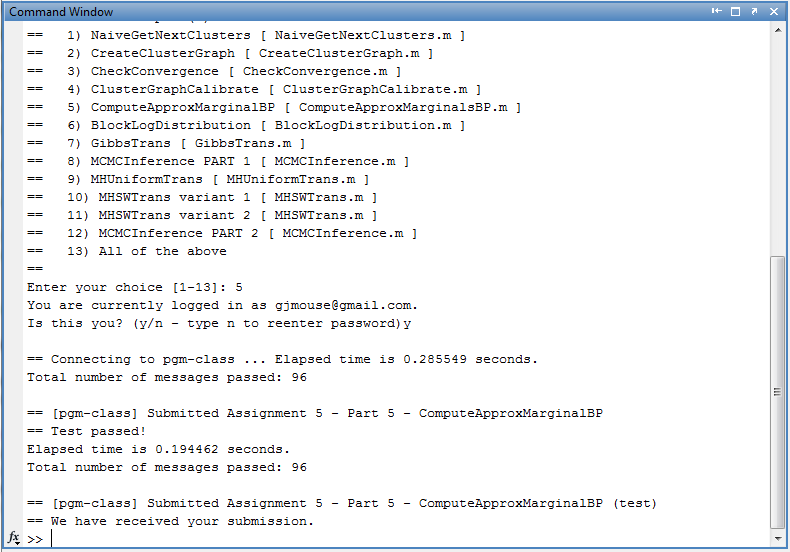 Command Window
== 1) NaiveGetNextClusters [ NaiveGetNextClusters.m ]
== 2) CreateClusterGraph [ CreateClusterGraph.m ]
== 3) CheckConvergence [ CheckConvergence.m ]
== 4) ClusterGraphCalibrate [ ClusterGraphCalibrate.m ]
== 5) ComputeApproxMarginalBP [ ComputeApproxMarginalsBP.m ]
== 6) BlockLogDistribution [ BlockLogDistribution.m ]
== 7) GibbsTrans [ GibbsTrans.m ]
== 8) MCMCInference PART 1 [ MCMCInference.m ]
== 9) MHUniformTrans [ MHUniformTrans.m ]
== 10) MHSWTrans variant 1 [ MHSWTrans.m ]
== 11) MHSWTrans variant 2 [ MHSWTrans.m ]
== 12) MCMCInference PART 2 [ MCMCInference.m ]
== 13) All of the above
==
Enter your choice [1-13]: 5
You are currently logged in as gjmouse@gmail.com.
Is this you? (y/n - type n to reenter password)y
== Connecting to pgm-class ... Elapsed time is 0.285549 seconds.
Total number of messages passed: 96
== [pgm-class] Submitted Assignment 5 - Part 5 - ComputeApproxMarginalBP
== Test passed!
Elapsed time is 0.194462 seconds.
Total number of messages passed: 96
== [pgm-class] Submitted Assignment 5 - Part 5 - ComputeApproxMarginalBP (test)
== We have received your submission.
fx >>